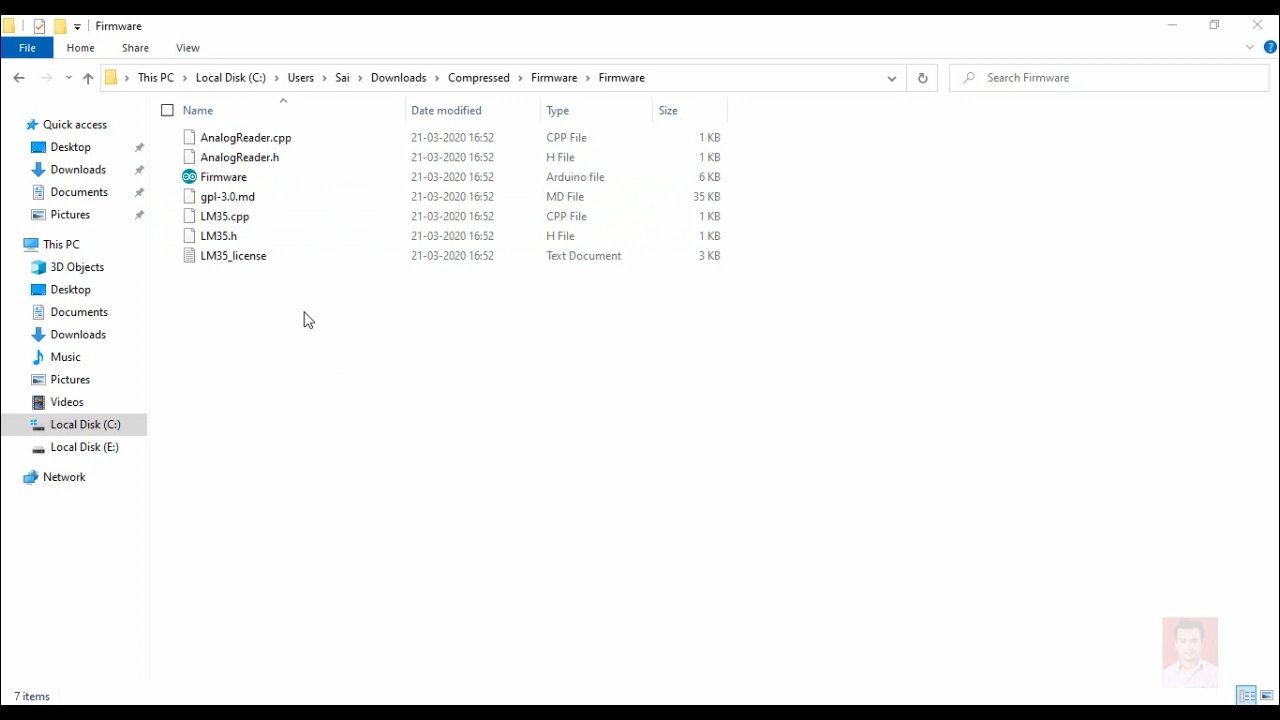 Firmware
File Home Share View
This PC Local Disk (C:) Users Sai Downloads Compressed Firmware Firmware Search Firmware
Name Date modified Type Size
Quick access
Desktop
Downloads
Documents
Pictures
This PC
3D Objects
Desktop
Documents
Downloads
Music
Pictures
Videos
Local Disk (C:)
Local Disk (E:)
Network
AnalogReader.cpp 21-03-2020 16:52 CPP File 1 KB
AnalogReader.h 21-03-2020 16:52 H File 1 KB
Firmware 21-03-2020 16:52 Arduino file 6 KB
gpl-3.0.md 21-03-2020 16:52 MD File 35 KB
LM35.cpp 21-03-2020 16:52 CPP File 1 KB
LM35.h 21-03-2020 16:52 H File 1 KB
LM35_license 21-03-2020 16:52 Text Document 3 KB
7 items